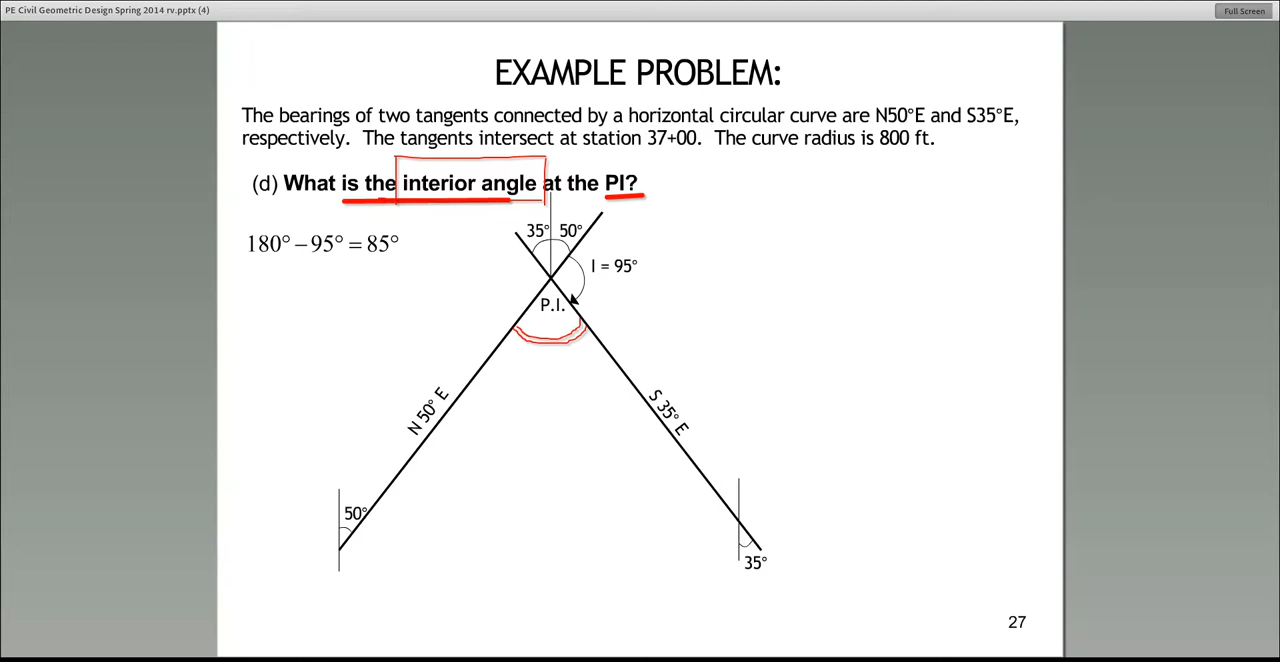 PE Civil Geometric Design Spring 2014 rv.pptx (4)
Full Screen
EXAMPLE PROBLEM:
The bearings of two tangents connected by a horizontal circular curve are N50°E and S35°E,
respectively. The tangents intersect at station 37+00. The curve radius is 800 ft.
(d) What is the interior angle at the PI?
180° – 95° = 85°
35° 50°
I = 95°
P.I.
N 50° E
S 35° E
50°
35°
27